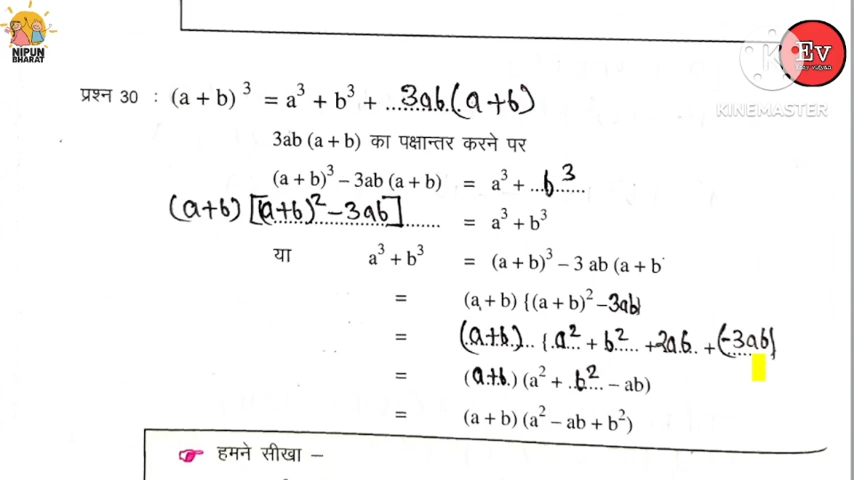 NIPUN
BHARAT
Ev
KINEMASTER
प्रश्न 30 : (a + b)³ = a³ + b³ + ...3ab.(a+b)
3ab (a + b) का पक्षान्तर करने पर
(a + b)³ – 3ab (a + b) = a³ + ...b³......
(a+b) [(a+b)² – 3ab] ....... = a³ + b³
या a³ + b³ = (a + b)³ – 3 ab (a + b
= (a + b) {(a + b)² – 3ab}
= (a+b)... {.a²... + b²..... +2ab.. + (-3ab}
= (a+b) (a² + ..b².... – ab)
= (a + b) (a² – ab + b²)
हमने सीखा –